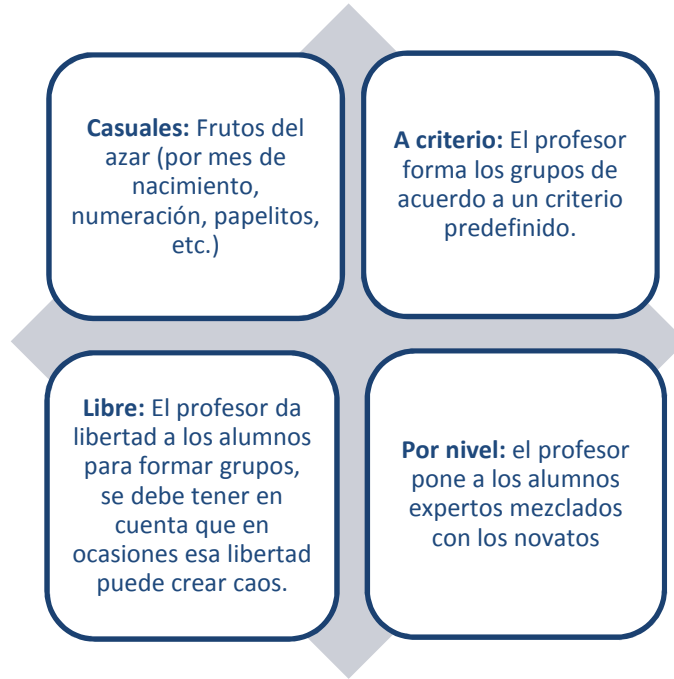 Casuales: Frutos del
azar (por mes de
nacimiento,
numeración, papelitos,
etc.)
A criterio: El profesor
forma los grupos de
acuerdo a un criterio
predefinido.
Libre: El profesor da
libertad a los alumnos
para formar grupos,
se debe tener en
cuenta que en
ocasiones esa libertad
puede crear caos.
Por nivel: el profesor
pone a los alumnos
expertos mezclados
con los novatos